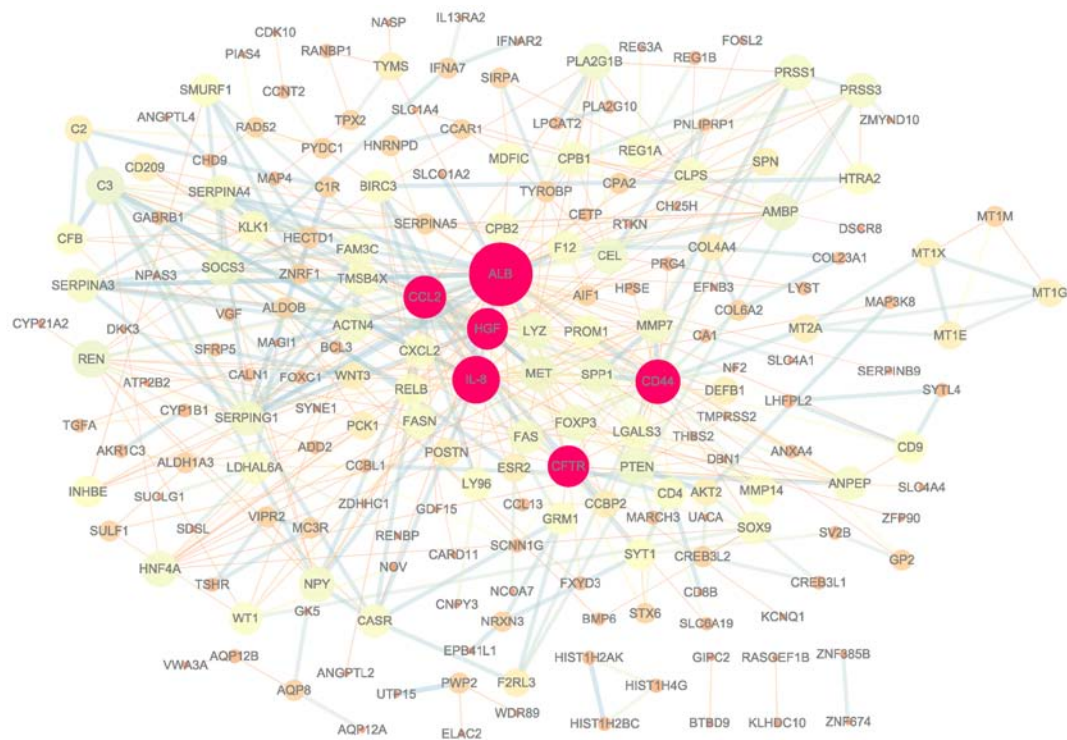 NASP
IL13RA2
CDK10
RANBP1
IFNAR2
FOSL2
PIAS4
TYMS
IFNA7
SIRPA
PLA2G1B
REG3A
REG1B
PRSS1
PRSS3
SMURF1
CCNT2
SLC1A4
PLA2G10
ANGPTL4
RAD52
TPX2
CCAR1
LPCAT2
PNLIPRP1
ZMYND10
C2
PYDC1
HNRNPD
REG1A
CD209
CHD9
MDFIC
CPB1
SPN
C3
SERPINA4
MAP4
C1R
BIRC3
SLCO1A2
TYROBP
CPA2
CLPS
HTRA2
GABRB1
CETP
CH25H
AMBP
CFB
KLK1
HECTD1
SERPINA5
CPB2
RTKN
DSCR8
MT1M
FAM3C
F12
CEL
COL4A4
COL23A1
MT1X
NPAS3
SOCS3
ZNRF1
TMSB4X
ALB
PRG4
SERPINA3
EFNB3
LYST
MT1G
ALDOB
CCL2
AIF1
HPSE
MAP3K8
CYP21A2
DKK3
VGF
ACTN4
HGF
LYZ
PROM1
MMP7
COL6A2
MT2A
MT1E
REN
SFRP5
MAGI1
BCL3
CXCL2
CA1
SLC4A1
ATP2B2
CALN1
FOXC1
WNT3
RELB
IL-8
MET
SPP1
CD44
NF2
SERPINB9
CYP1B1
SYNE1
DEFB1
LHFPL2
SYTL4
TGFA
SERPING1
PCK1
FASN
FOXP3
TMPRSS2
AKR1C3
ADD2
FAS
LGALS3
THBS2
ANXA4
CD9
ALDH1A3
LDHAL6A
CCBL1
POSTN
ESR2
CFTR
PTEN
DBN1
INHBE
SUCLG1
ZDHHC1
LY96
CD4
AKT2
MMP14
ANPEP
SLC4A4
SULF1
SDSL
VIPR2
MC3R
GDF15
CCL13
CCBP2
MARCH3
UACA
ZFP90
RENBP
SCNN1G
GRM1
SOX9
SV2B
HNF4A
TSHR
NPY
NOV
CARD11
SYT1
CREB3L2
GP2
FXYD3
CREB3L1
GK5
CNPY3
NCOA7
CD8B
WT1
CASR
NRXN3
BMP6
STX6
SLC6A19
KCNQ1
VWA3A
AQP12B
EPB41L1
HIST1H2AK
GIPC2
RASGEF1B
ZNF385B
ANGPTL2
AQP8
UTP15
PWP2
F2RL3
HIST1H4G
WDR89
AQP12A
ELAC2
HIST1H2BC
BTBD9
KLHDC10
ZNF674